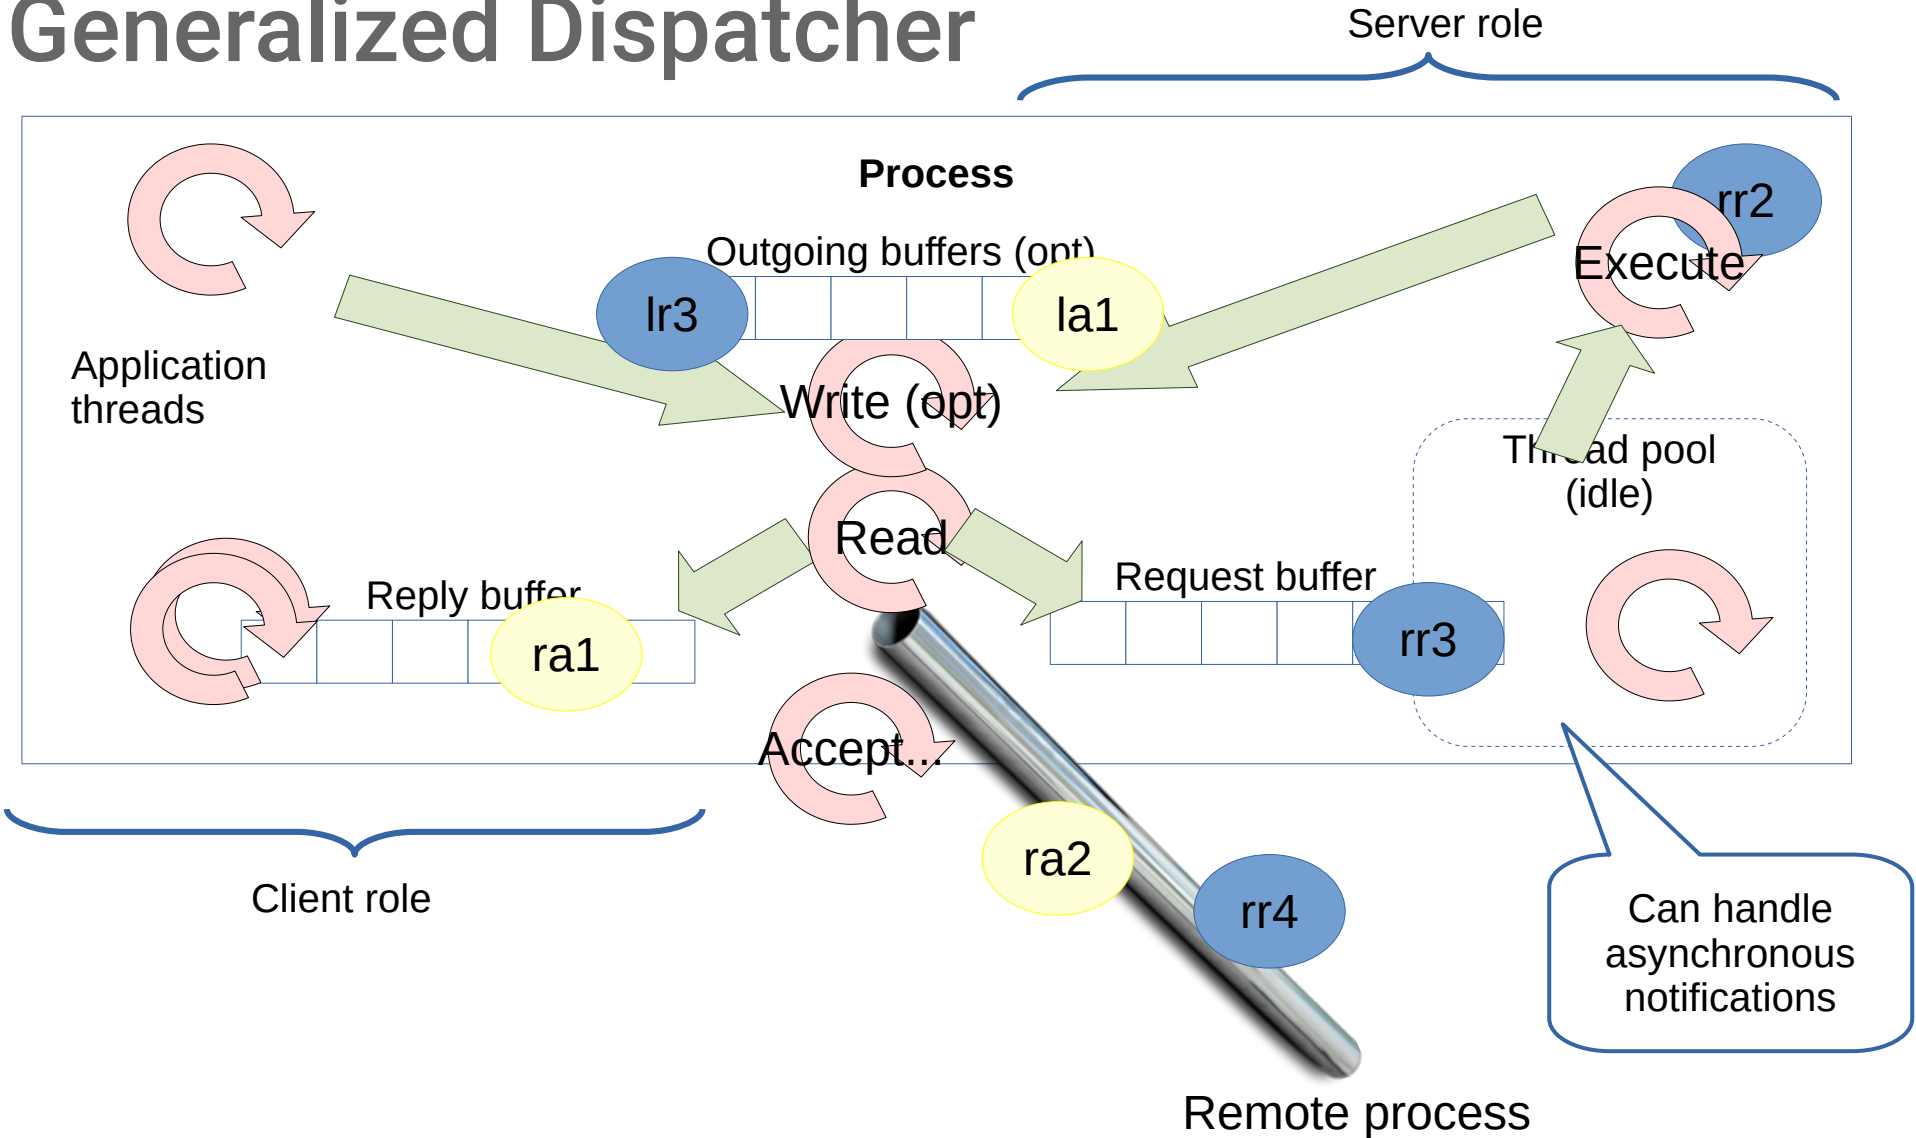 Generalized Dispatcher
Server role
Process
rr2
Outgoing buffers (opt)
Execute
lr3
la1
Application
threads
Write (opt)
Thread pool
(idle)
Read
Request buffer
Reply buffer
ra1
rr3
Accept...
ra2
Client role
rr4
Can handle
asynchronous
notifications
Remote process